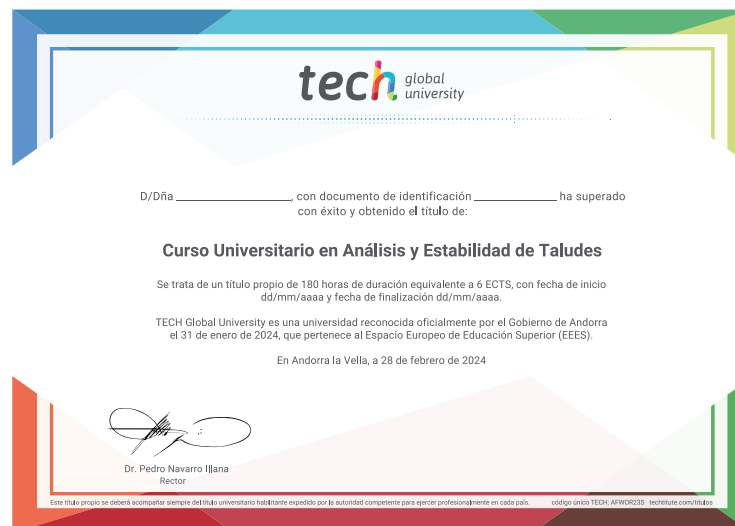 tech global university
D/Dña ____________________, con documento de identificación ______________ ha superado
con éxito y obtenido el título de:
Curso Universitario en Análisis y Estabilidad de Taludes
Se trata de un título propio de 180 horas de duración equivalente a 6 ECTS, con fecha de inicio
dd/mm/aaaa y fecha de finalización dd/mm/aaaa.
TECH Global University es una universidad reconocida oficialmente por el Gobierno de Andorra
el 31 de enero de 2024, que pertenece al Espacio Europeo de Educación Superior (EEES).
En Andorra la Vella, a 28 de febrero de 2024
Dr. Pedro Navarro Illana
Rector
Este título propio se deberá acompañar siempre del título universitario habilitante expedido por la autoridad competente para ejercer profesionalmente en cada país. código único TECH: AFWOR23S techtitute.com/títulos